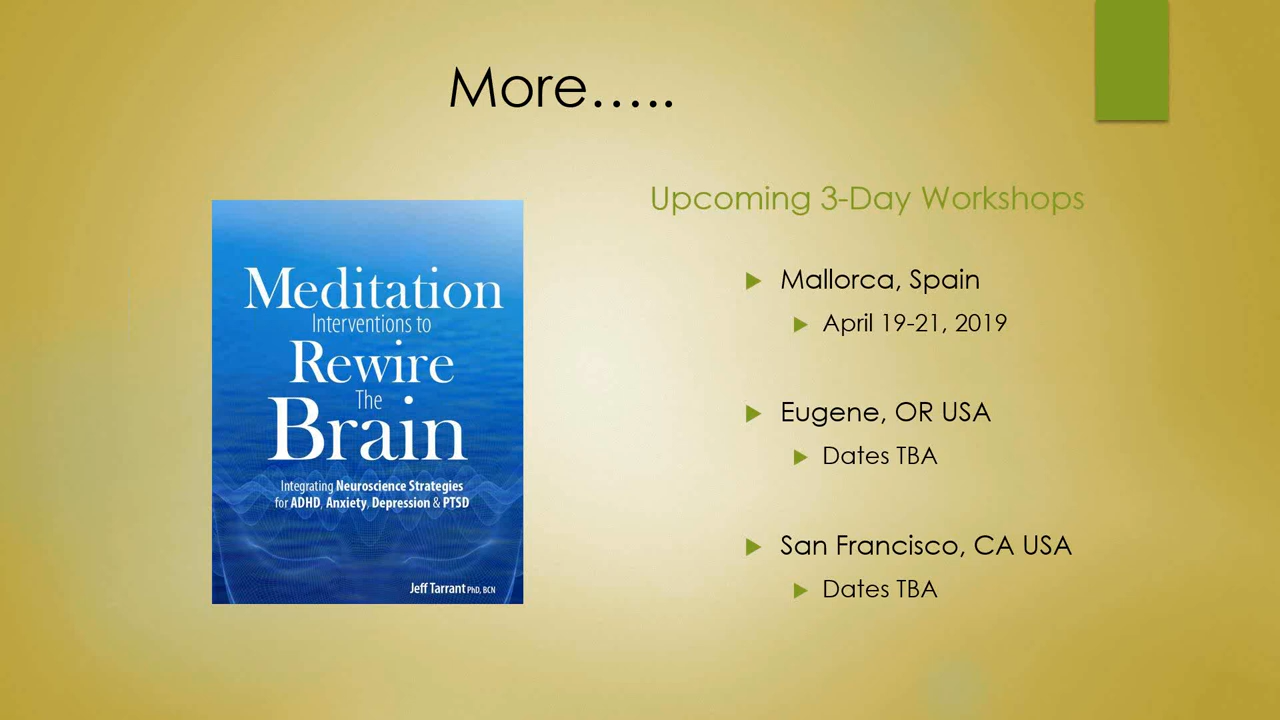 More.....
Meditation
Interventions to
Rewire
The
Brain
Integrating Neuroscience Strategies
for ADHD, Anxiety, Depression & PTSD
Jeff Tarrant PhD, BCN
Upcoming 3-Day Workshops
Mallorca, Spain
April 19-21, 2019
Eugene, OR USA
Dates TBA
San Francisco, CA USA
Dates TBA